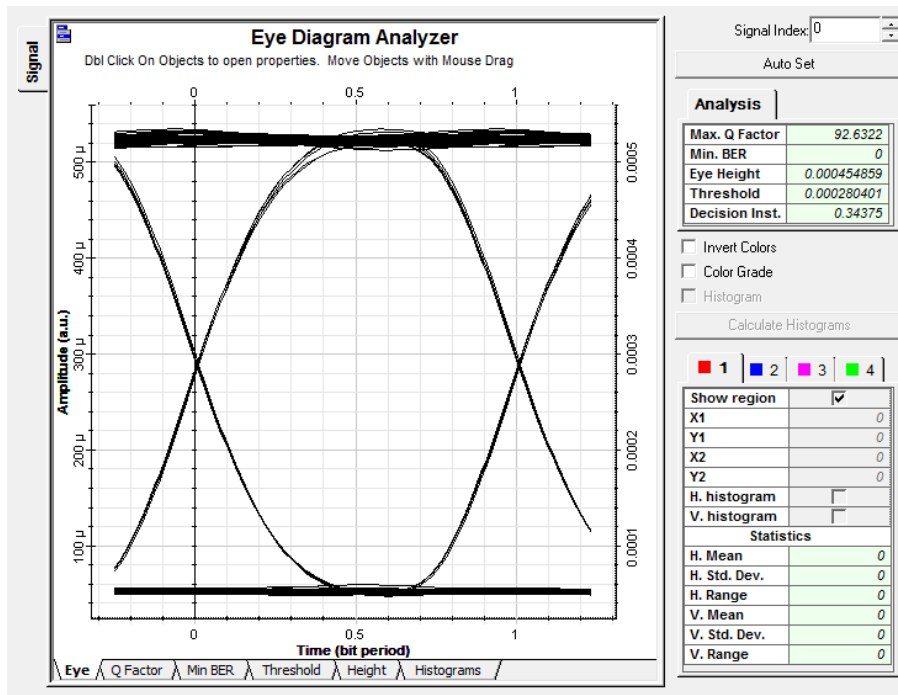 Signal
Eye Diagram Analyzer
Dbl Click On Objects to open properties. Move Objects with Mouse Drag
0 0.5 1
500 µ
400 µ
300 µ
200 µ
100 µ
Amplitude (a.u.)
0.0005
0.0004
0.0003
0.0002
0.0001
0 0.5 1
Time (bit period)
Eye Q Factor Min BER Threshold Height Histograms
Signal Index: 0
Auto Set
Analysis
Max. Q Factor 92.6322
Min. BER 0
Eye Height 0.000454859
Threshold 0.000280401
Decision Inst. 0.34375
Invert Colors
Color Grade
Histogram
Calculate Histograms
1 2 3 4
Show region
X1 0
Y1 0
X2 0
Y2 0
H. histogram
V. histogram
Statistics
H. Mean 0
H. Std. Dev. 0
H. Range 0
V. Mean 0
V. Std. Dev. 0
V. Range 0